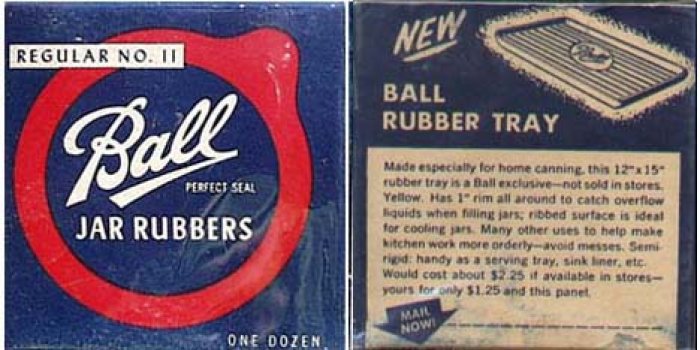 REGULAR NO. 11
Ball
PERFECT SEAL
JAR RUBBERS
ONE DOZEN
NEW
Ball
BALL
RUBBER TRAY
Made especially for home canning, this 12"x15"
rubber tray is a Ball exclusive—not sold in stores.
Yellow. Has 1" rim all around to catch overflow
liquids when filling jars; ribbed surface is ideal
for cooling jars. Many other uses to help make
kitchen work more orderly—avoid messes. Semi-
rigid: handy as a serving tray, sink liner, etc.
Would cost about $2.25 if available in stores—
yours for only $1.25 and this panel.
MAIL
NOW!